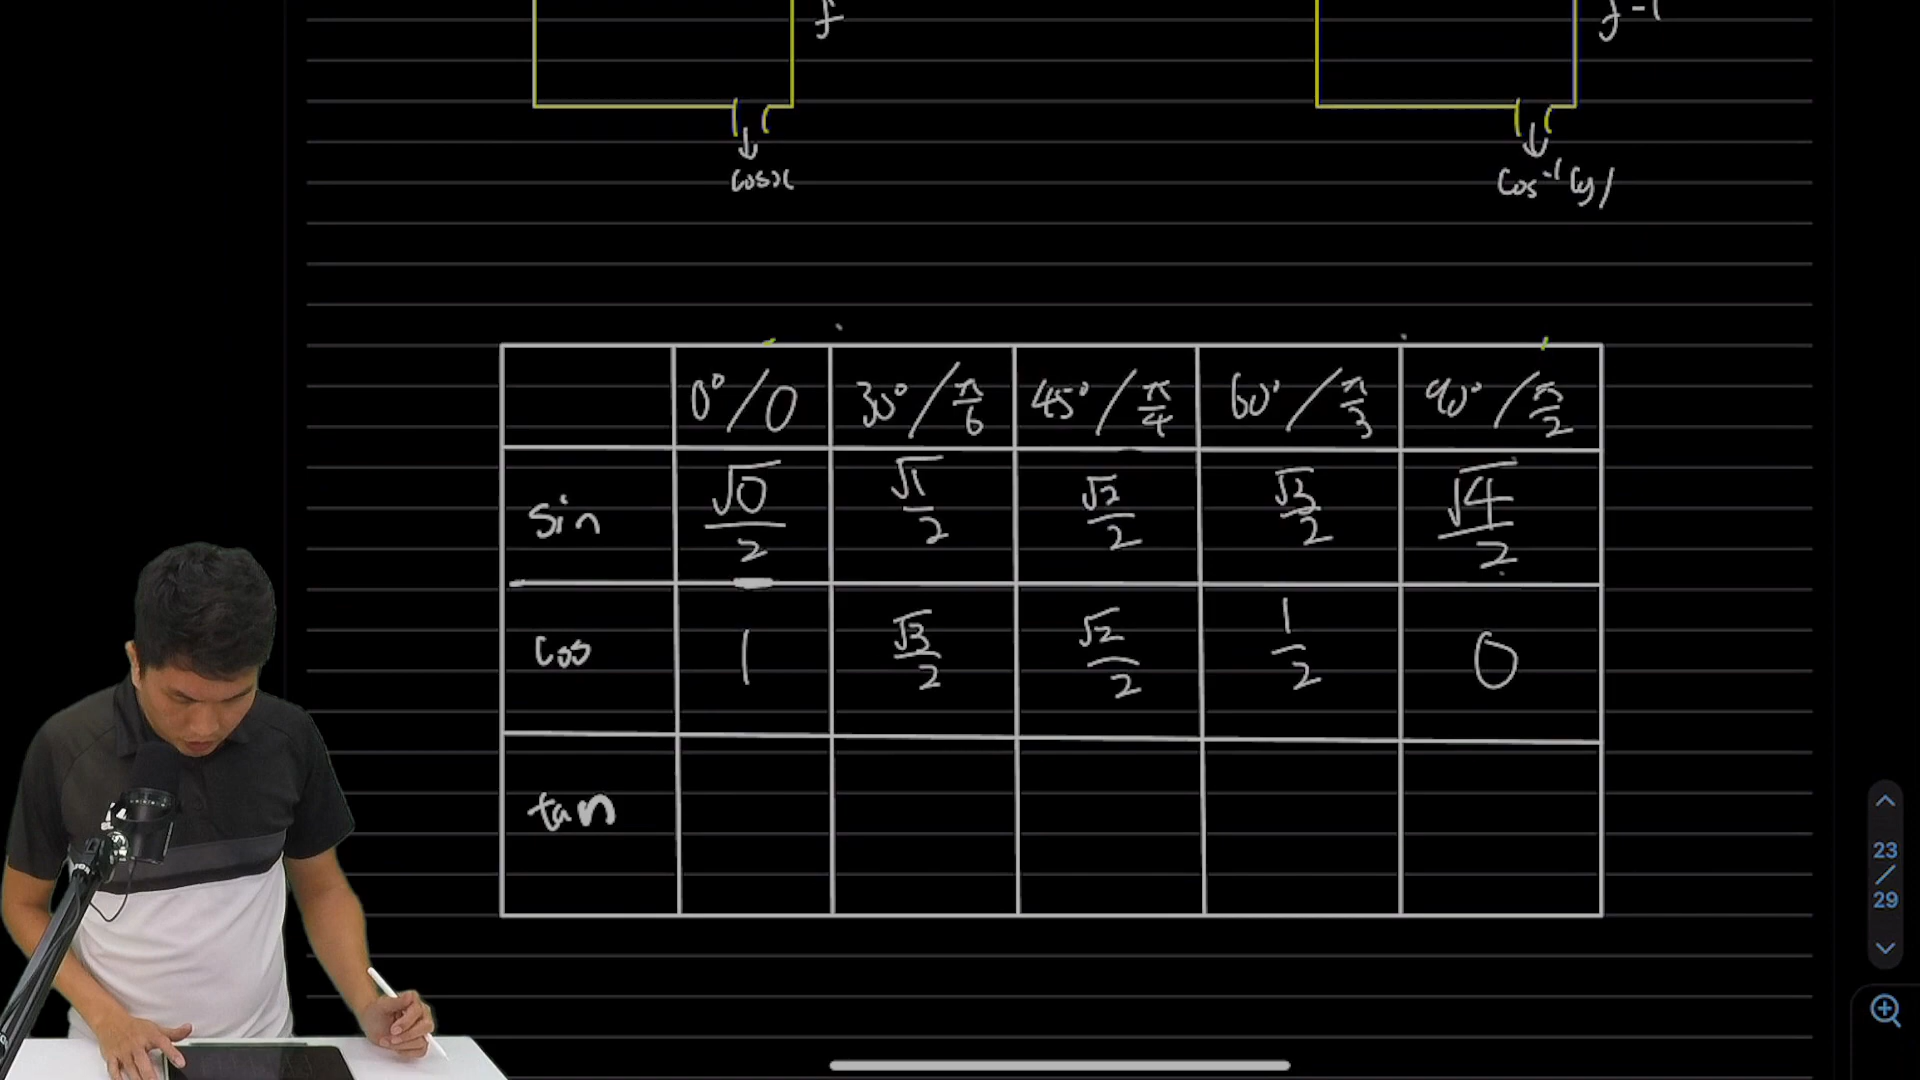 f
f-1
cosx
cos⁻¹(y)
0°/0 30°/π/6 45°/π/4 60°/π/3 90°/π/2
sin √0/2 √1/2 √2/2 √3/2 √4/2
cos 1 √3/2 √2/2 1/2 0
tan
23
/
29